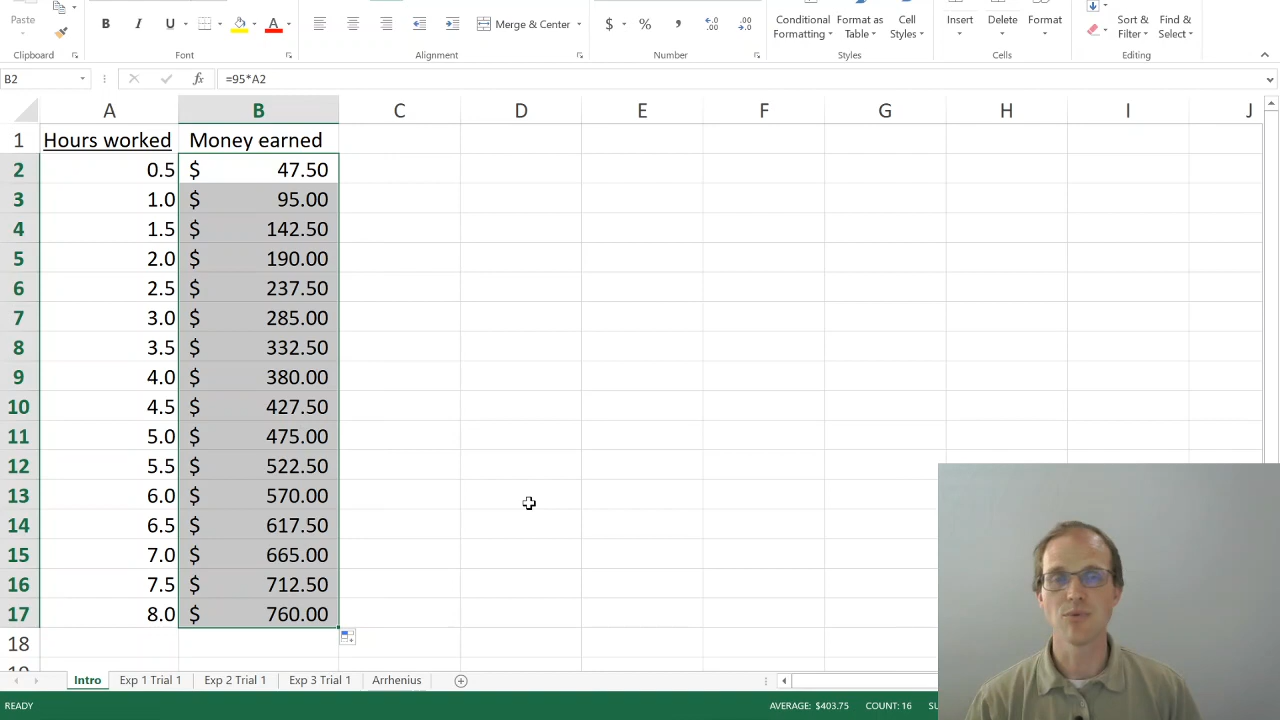 Paste
B I U A
Merge & Center
$ % ,
Conditional Formatting
Format as Table
Cell Styles
Insert
Delete
Format
Sort & Filter
Find & Select
Clipboard Font Alignment Number Styles Cells Editing
B2 fx =95*A2
A B C D E F G H I J
1 Hours worked Money earned
2 0.5 $ 47.50
3 1.0 $ 95.00
4 1.5 $ 142.50
5 2.0 $ 190.00
6 2.5 $ 237.50
7 3.0 $ 285.00
8 3.5 $ 332.50
9 4.0 $ 380.00
10 4.5 $ 427.50
11 5.0 $ 475.00
12 5.5 $ 522.50
13 6.0 $ 570.00
14 6.5 $ 617.50
15 7.0 $ 665.00
16 7.5 $ 712.50
17 8.0 $ 760.00
18
Intro Exp 1 Trial 1 Exp 2 Trial 1 Exp 3 Trial 1 Arrhenius
READY AVERAGE: $403.75 COUNT: 16